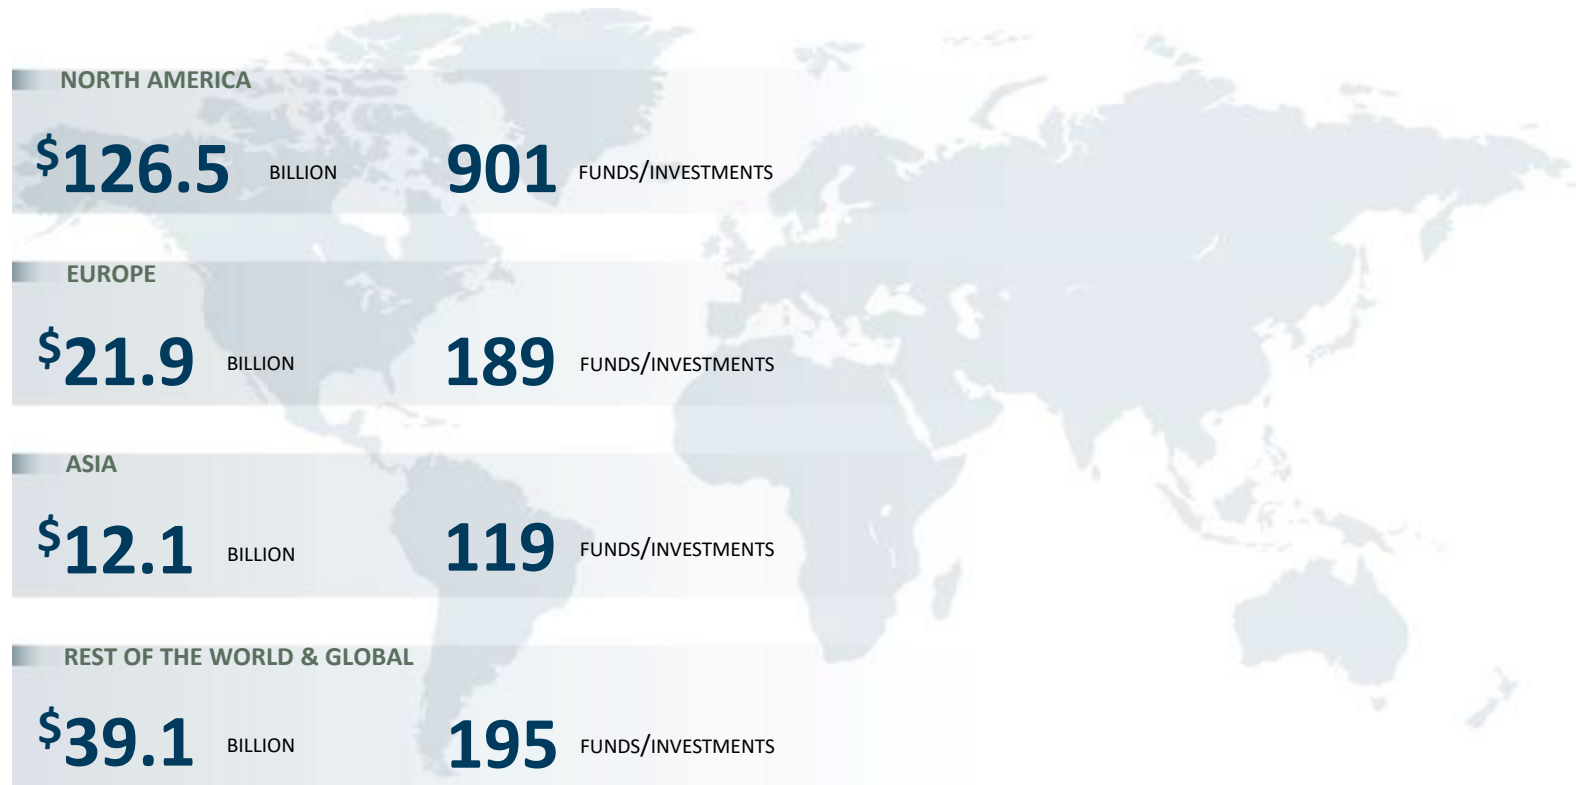 NORTH AMERICA
$126.5 BILLION 901 FUNDS/INVESTMENTS
EUROPE
$21.9 BILLION 189 FUNDS/INVESTMENTS
ASIA
$12.1 BILLION 119 FUNDS/INVESTMENTS
REST OF THE WORLD & GLOBAL
$39.1 BILLION 195 FUNDS/INVESTMENTS